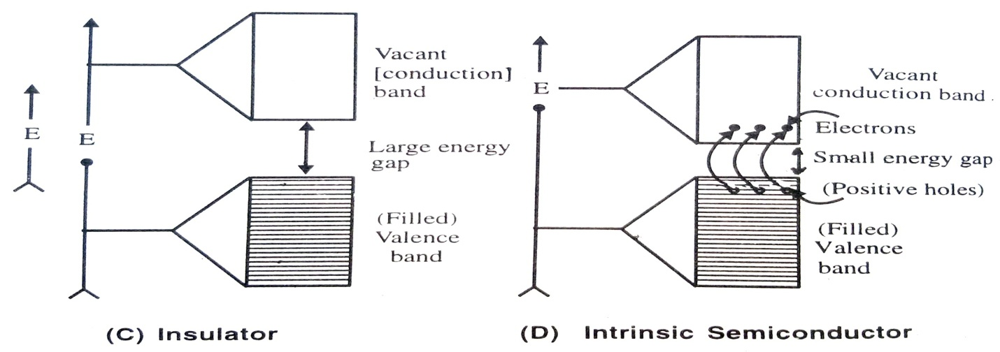 E
E
Vacant
[conduction]
band
Large energy
gap
(Filled)
Valence
band
(C) Insulator
E
Vacant
conduction band.
Electrons
Small energy gap
(Positive holes)
(Filled)
Valence
band
(D) Intrinsic Semiconductor